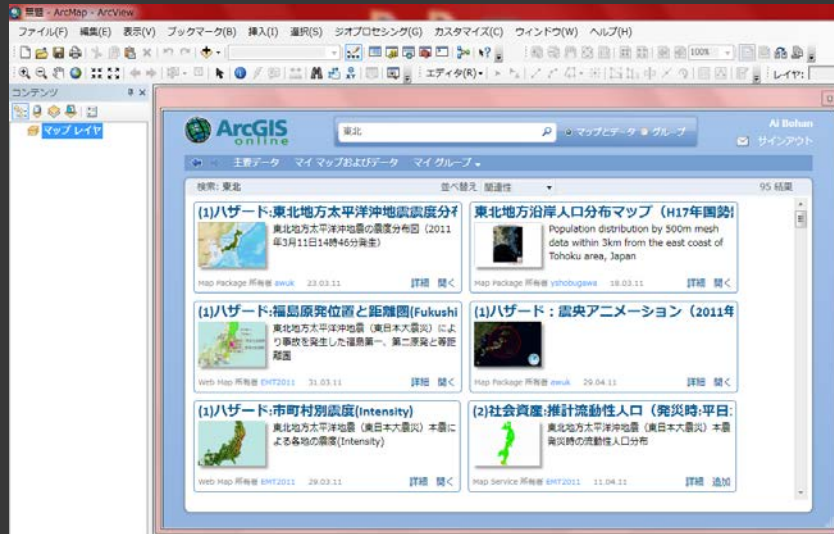 無題 - ArcMap - ArcView
ファイル(F) 編集(E) 表示(V) ブックマーク(B) 挿入(I) 選択(S) ジオプロセシング(G) カスタマイズ(C) ウィンドウ(W) ヘルプ(H)
100%
エディタ(R) レイヤ:
コンテンツ
マップ レイヤ
ArcGIS online
東北
マップとデータ グループ
Ai Bohan
サインアウト
主要データ マイ マップおよびデータ マイ グループ
検索: 東北 並べ替え 関連性 95 結果
(1)ハザード:東北地方太平洋沖地震震度分布
東北地方太平洋沖地震の震度分布図（2011
年3月11日14時46分発生）
Map Package 所有者 awuk 23.03.11 詳細 開く
東北地方沿岸人口分布マップ（H17年国勢
Population distribution by 500m mesh
data within 3km from the east coast of
Tohoku area, Japan
Map Package 所有者 yshobugawa 18.03.11 詳細 開く
(1)ハザード:福島原発位置と距離圏(Fukushi
東北地方太平洋沖地震（東日本大震災）によ
り事故を発生した福島第一、第二原発と等距
離圏
Web Map 所有者 EMT2011 31.03.11 詳細 開く
(1)ハザード：震央アニメーション（2011年
Map Package 所有者 awuk 29.04.11 詳細 開く
(1)ハザード:市町村別震度(Intensity)
東北地方太平洋沖地震（東日本大震災）本震に
よる各地の震度(Intensity)
Web Map 所有者 EMT2011 29.03.11 詳細 開く
(2)社会資産:推計流動性人口（発災時:平日:
東北地方太平洋沖地震（東日本大震災）本震
発災時の流動性人口分布
Map Service 所有者 EMT2011 11.04.11 詳細 追加